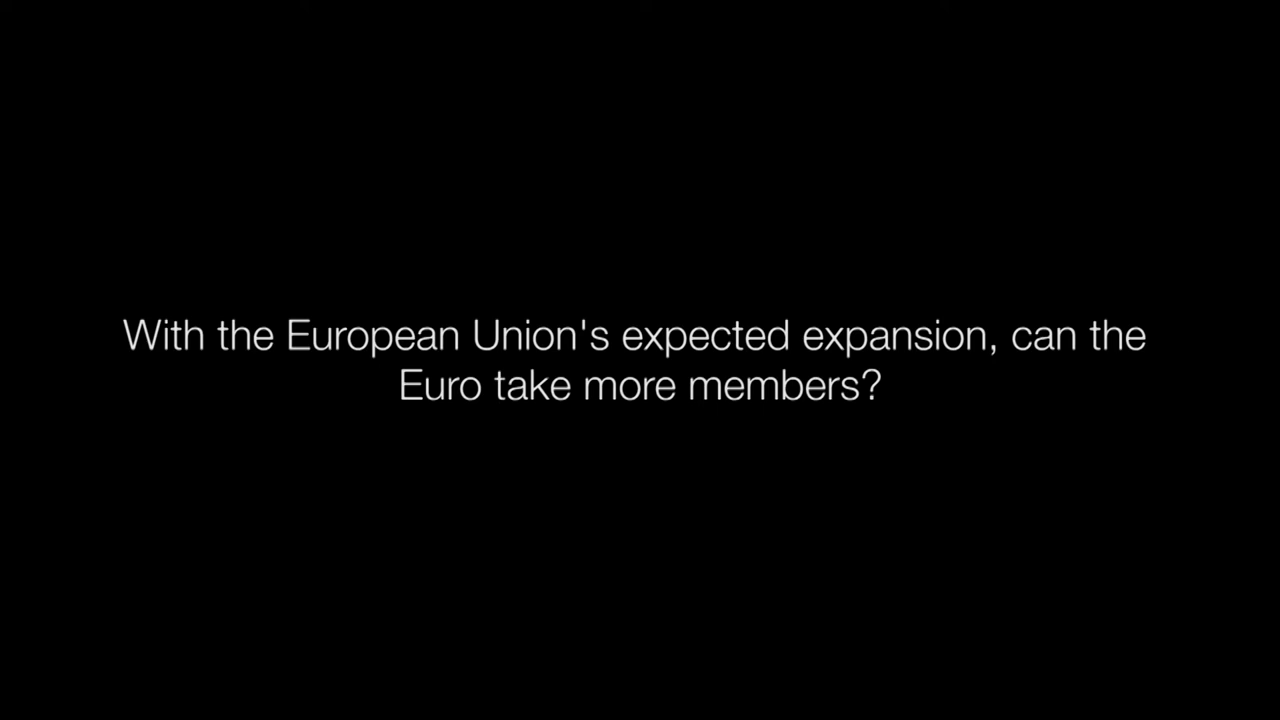 With the European Union's expected expansion, can the
Euro take more members?